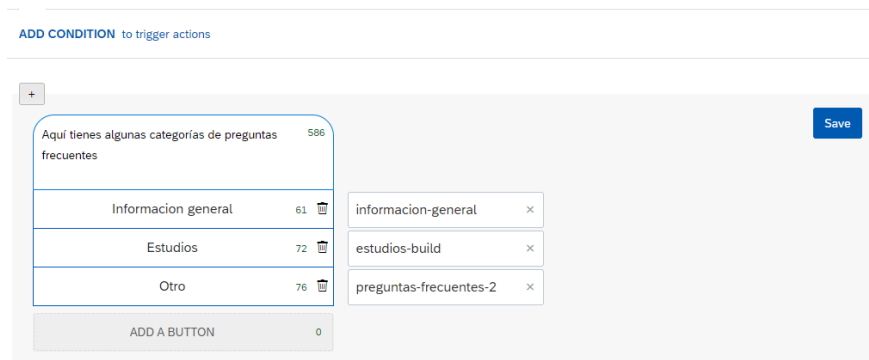 ADD CONDITION to trigger actions
+
Save
Aquí tienes algunas categorías de preguntas 586
frecuentes
Informacion general 61 informacion-general ×
Estudios 72 estudios-build ×
Otro 76 preguntas-frecuentes-2 ×
ADD A BUTTON 0